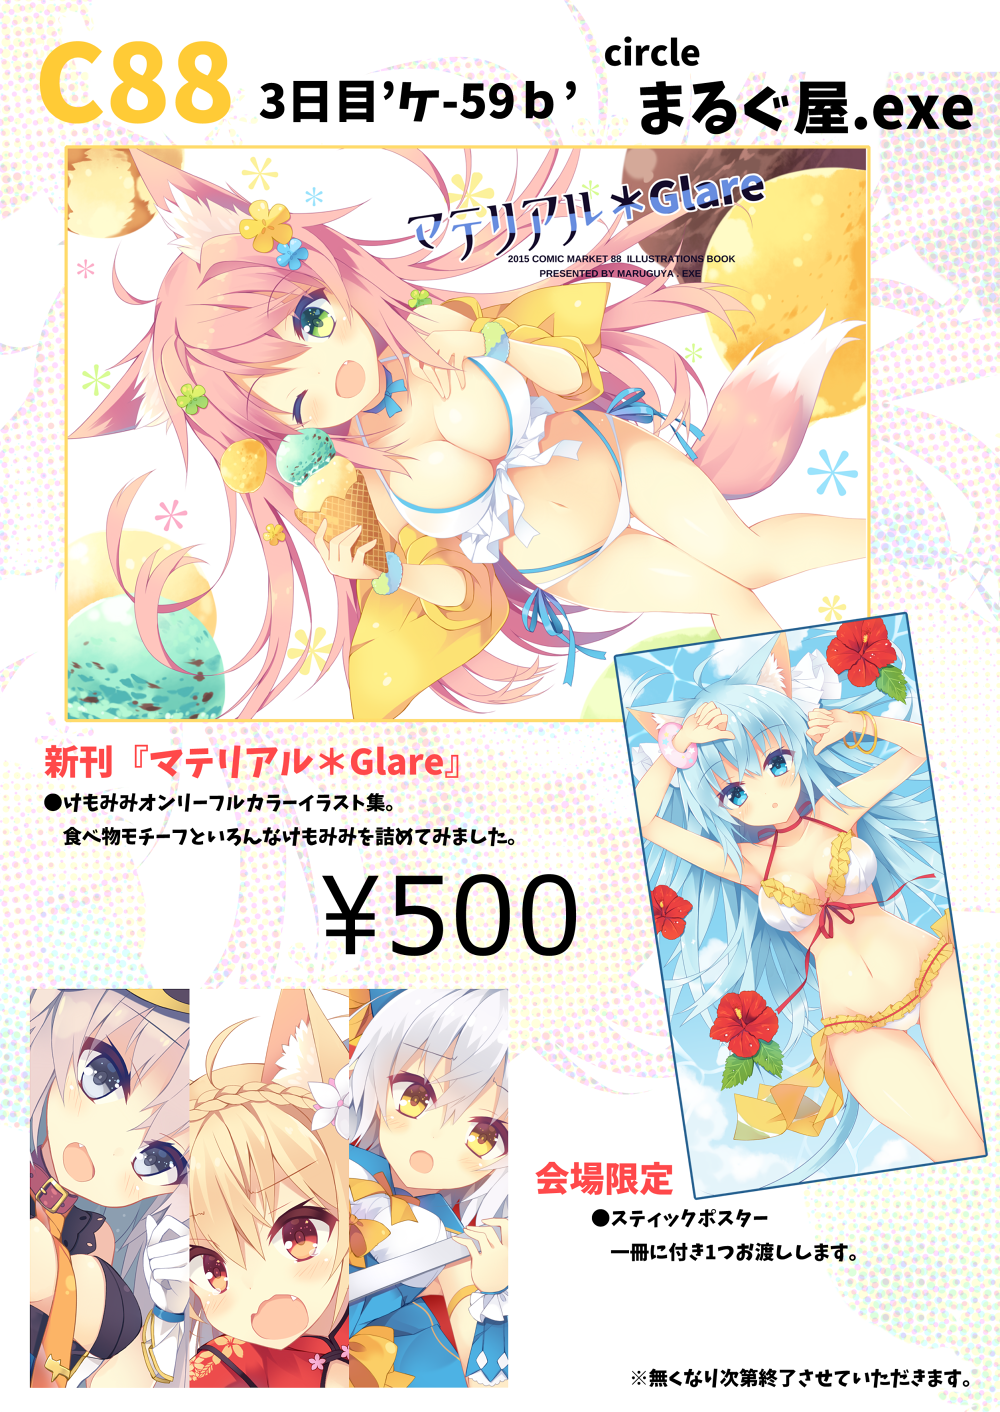 C88
3日目’ケ-59ｂ’
circle
まるぐ屋.exe
マテリアル＊Glare
2015 COMIC MARKET 88 ILLUSTRATIONS BOOK
PRESENTED BY MARUGUYA . EXE
新刊『マテリアル＊Glare』
●けもみみオンリーフルカラーイラスト集。
食べ物モチーフといろんなけもみみを詰めてみました。
¥500
会場限定
●スティックポスター
一冊に付き1つお渡しします。
※無くなり次第終了させていただきます。